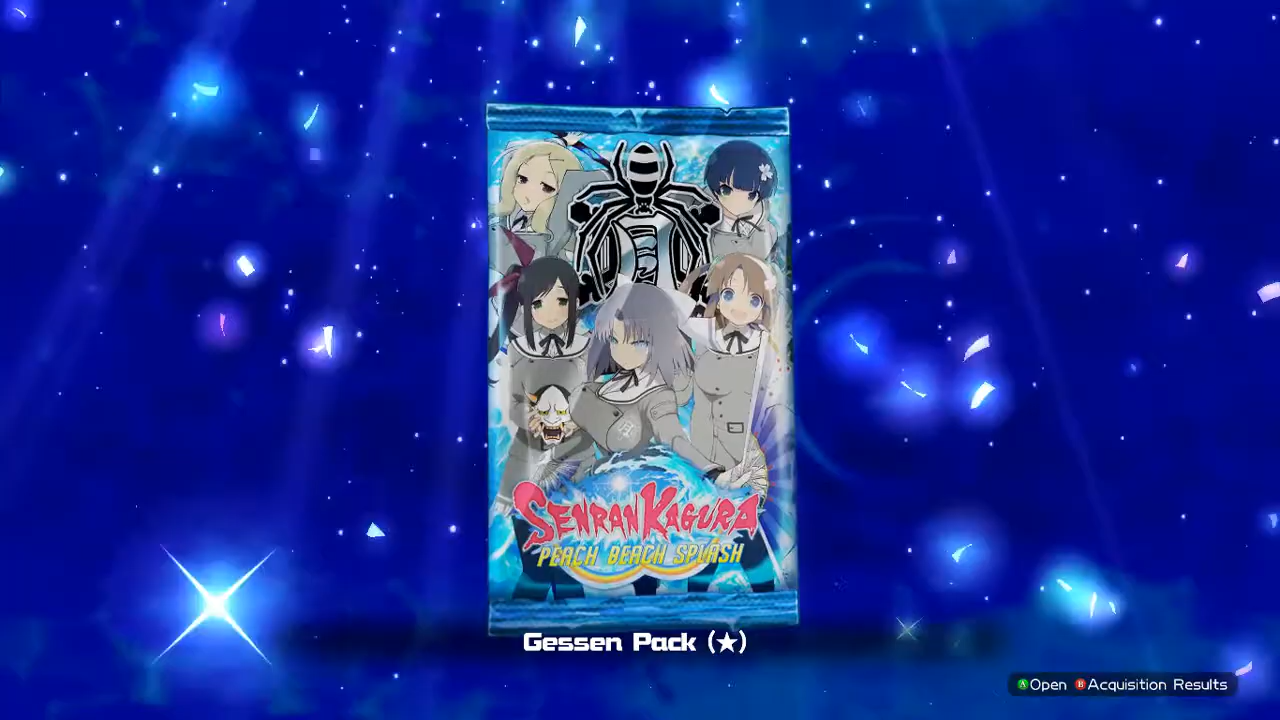 SENRAN KAGURA
PEACH BEACH SPLASH
Gessen Pack (★)
A Open B Acquisition Results